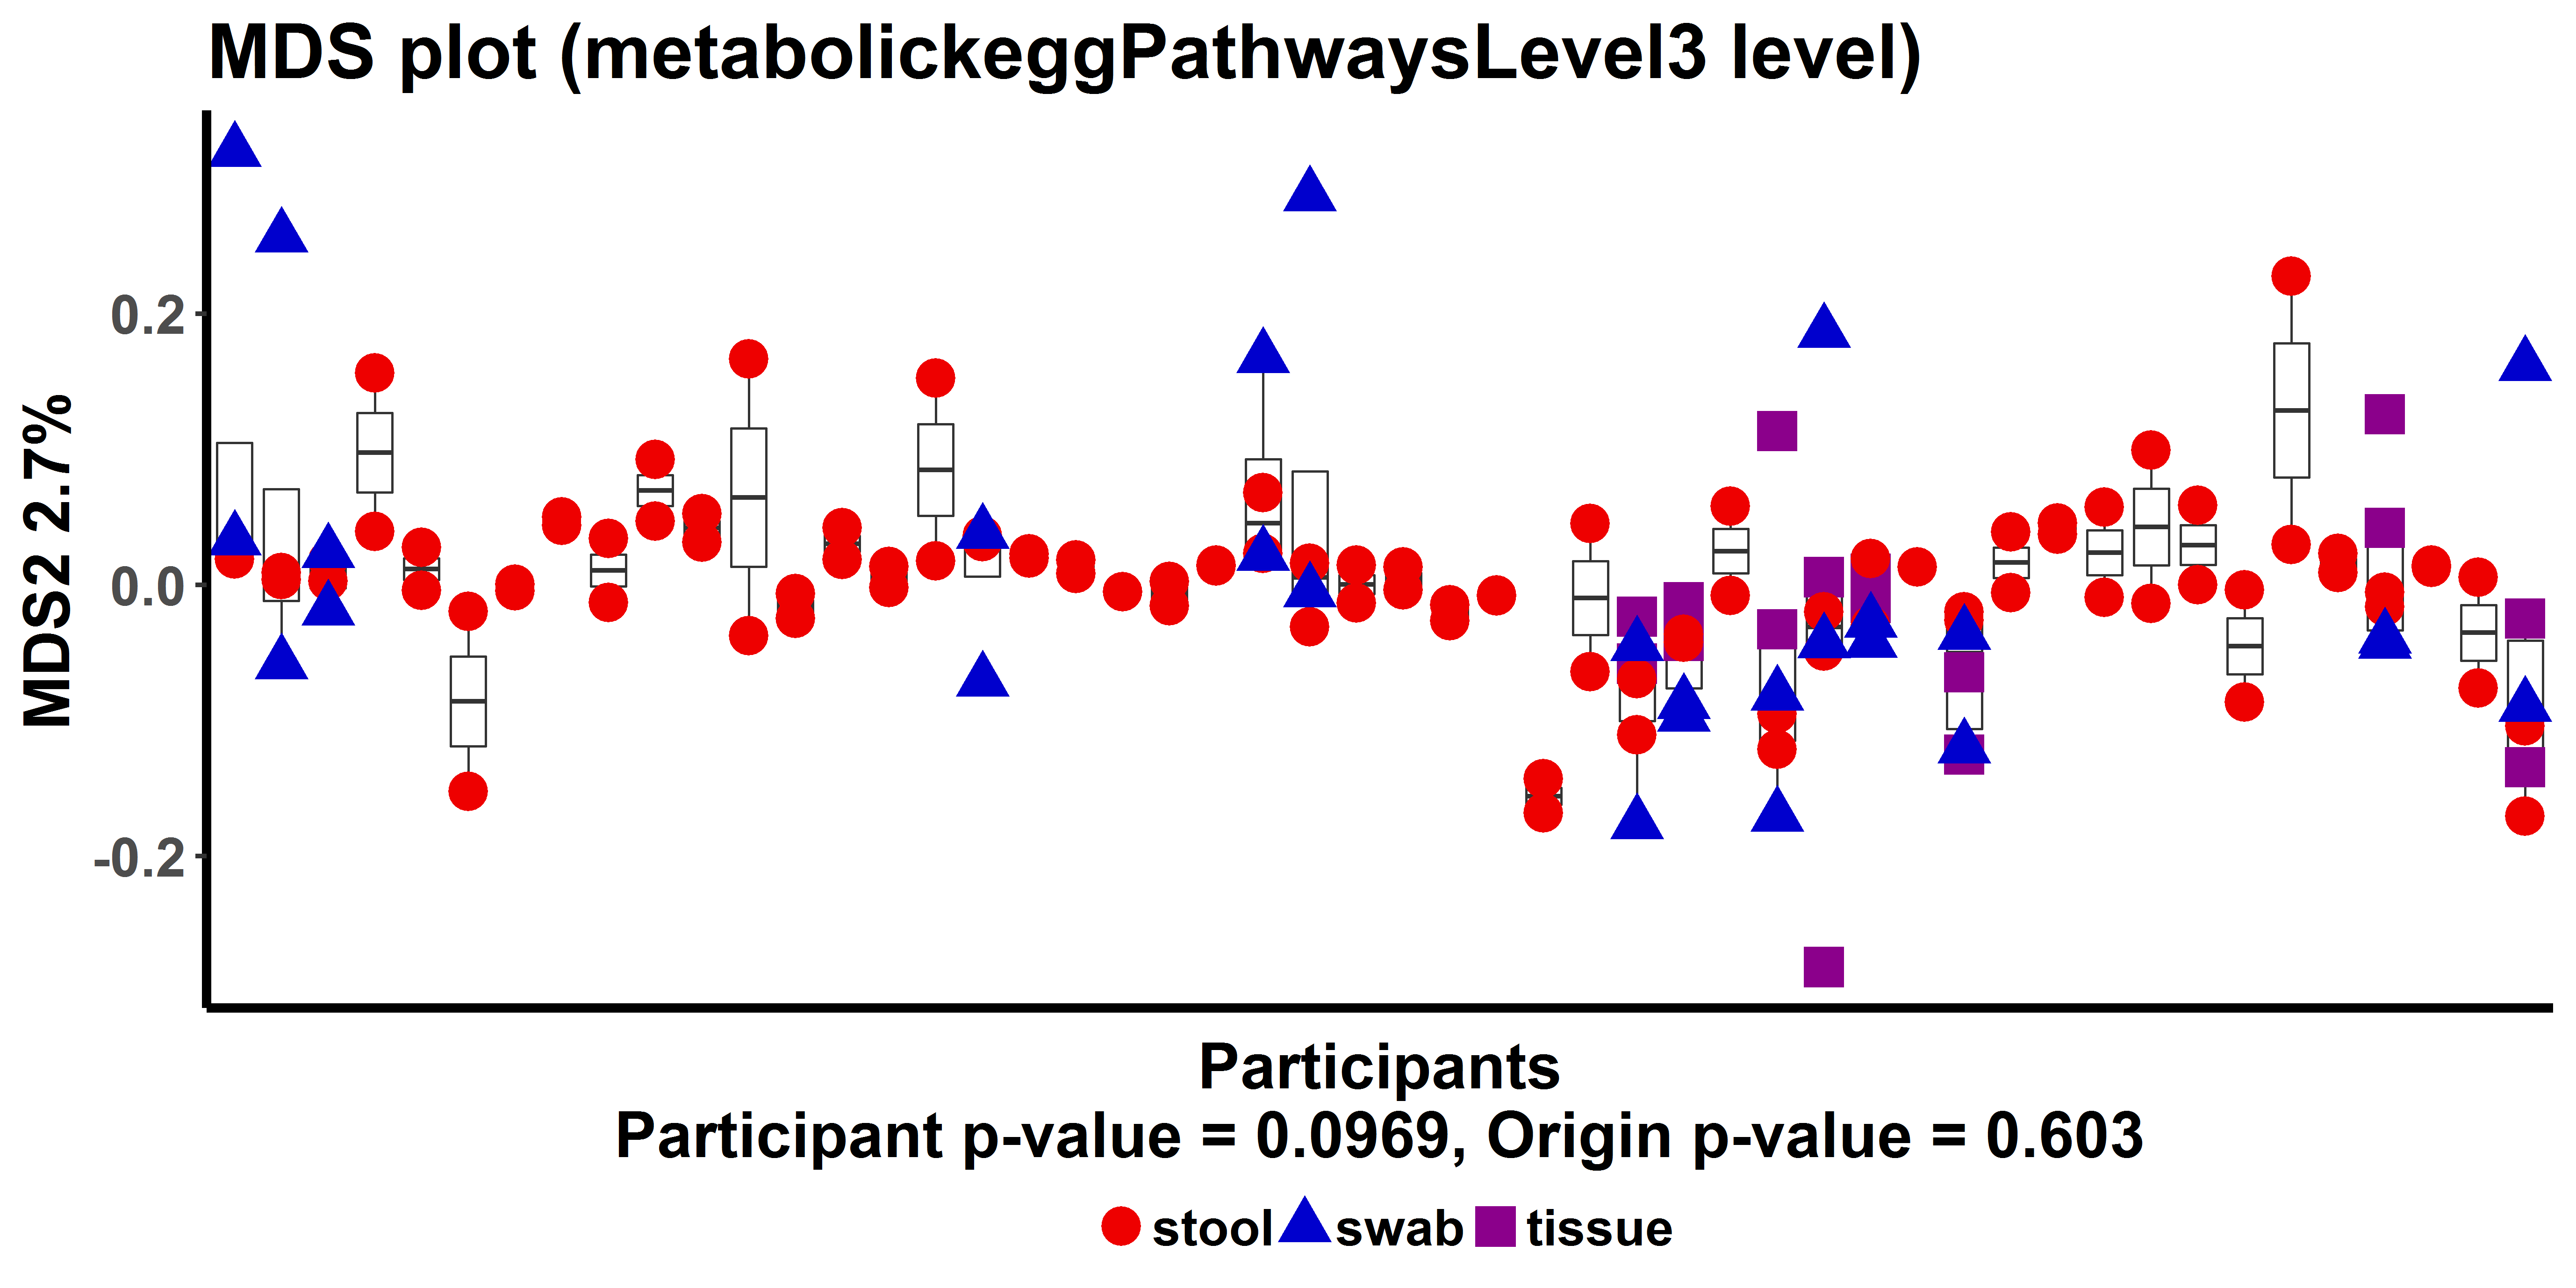 MDS plot (metabolickeggPathwaysLevel3 level)
MDS2 2.7%
0.2
0.0
-0.2
Participants
Participant p-value = 0.0969, Origin p-value = 0.603
stool swab tissue